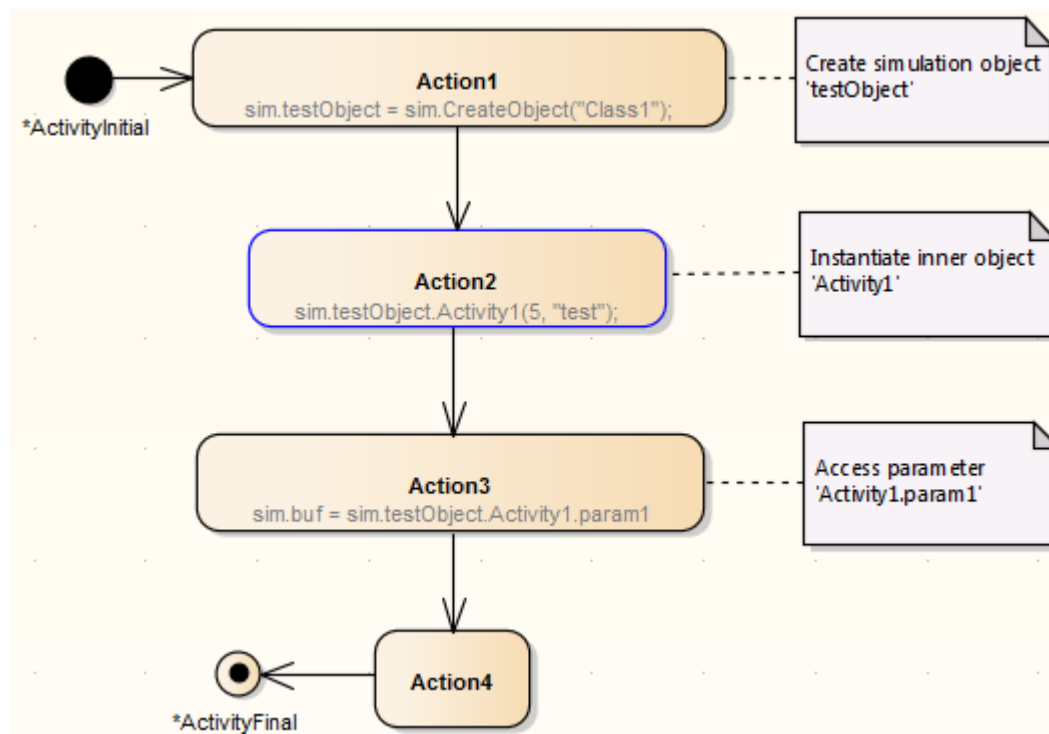 Action1
sim.testObject = sim.CreateObject("Class1");
Create simulation object
'testObject'
*ActivityInitial
Action2
sim.testObject.Activity1(5, "test");
Instantiate inner object
'Activity1'
Action3
sim.buf = sim.testObject.Activity1.param1
Access parameter
'Activity1.param1'
Action4
*ActivityFinal